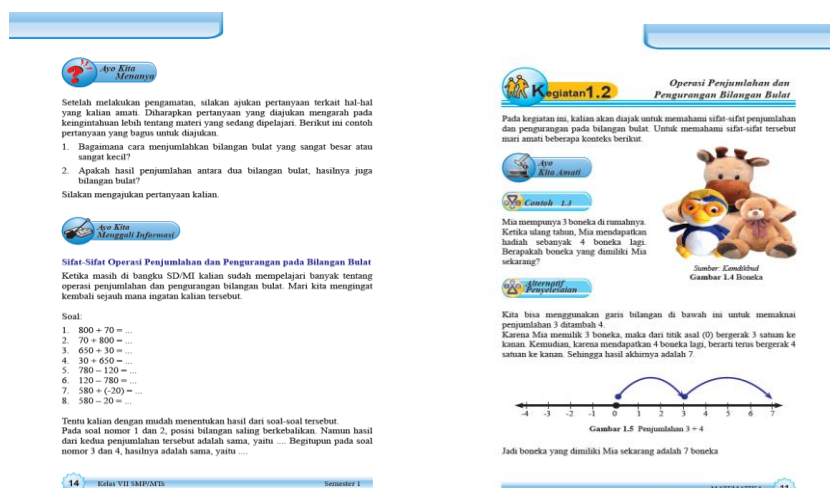 Ayo Kita
Menanya
Setelah melakukan pengamatan, silakan ajukan pertanyaan terkait hal-hal
yang kalian amati. Diharapkan pertanyaan yang diajukan mengarah pada
keingintahuan lebih tentang materi yang sedang dipelajari. Berikut ini contoh
pertanyaan yang bagus untuk diajukan.
1. Bagaimana cara menjumlahkan bilangan bulat yang sangat besar atau
sangat kecil?
2. Apakah hasil penjumlahan antara dua bilangan bulat, hasilnya juga
bilangan bulat?
Silakan mengajukan pertanyaan kalian.
Ayo Kita
Menggali Informasi
Sifat-Sifat Operasi Penjumlahan dan Pengurangan pada Bilangan Bulat
Ketika masih di bangku SD/MI kalian sudah mempelajari banyak tentang
operasi penjumlahan dan pengurangan bilangan bulat. Mari kita mengingat
kembali sejauh mana ingatan kalian tersebut.
Soal:
1. 800 + 70 = ...
2. 70 + 800 = ...
3. 650 + 30 = ...
4. 30 + 650 = ...
5. 780 – 120 = ...
6. 120 – 780 = ...
7. 580 + (-20) = ...
8. 580 – 20 = ...
Tentu kalian dengan mudah menentukan hasil dari soal-soal tersebut.
Pada soal nomor 1 dan 2, posisi bilangan saling berkebalikan. Namun hasil
dari kedua penjumlahan tersebut adalah sama, yaitu .... Begitupun pada soal
nomor 3 dan 4, hasilnya adalah sama, yaitu ....
14 Kelas VII SMP/MTs Semester 1
Kegiatan 1.2
Operasi Penjumlahan dan
Pengurangan Bilangan Bulat
Pada kegiatan ini, kalian akan diajak untuk memahami sifat-sifat penjumlahan
dan pengurangan pada bilangan bulat. Untuk memahami sifat-sifat tersebut
mari amati beberapa konteks berikut.
Ayo
Kita Amati
Contoh 1.3
Mia mempunya 3 boneka di rumahnya.
Ketika ulang tahun, Mia mendapatkan
hadiah sebanyak 4 boneka lagi.
Berapakah boneka yang dimiliki Mia
sekarang?
Sumber: Kemdikbud
Gambar 1.4 Boneka
Alternatif
Penyelesaian
Kita bisa menggunakan garis bilangan di bawah ini untuk memaknai
penjumlahan 3 ditambah 4.
Karena Mia memilik 3 boneka, maka dari titik asal (0) bergerak 3 satuan ke
kanan. Kemudian, karena mendapatkan 4 boneka lagi, berarti terus bergerak 4
satuan ke kanan. Sehingga hasil akhirnya adalah 7.
-4 -3 -2 -1 0 1 2 3 4 5 6 7
Gambar 1.5 Penjumlahan 3 + 4
Jadi boneka yang dimiliki Mia sekarang adalah 7 boneka
MATEMATIKA 11